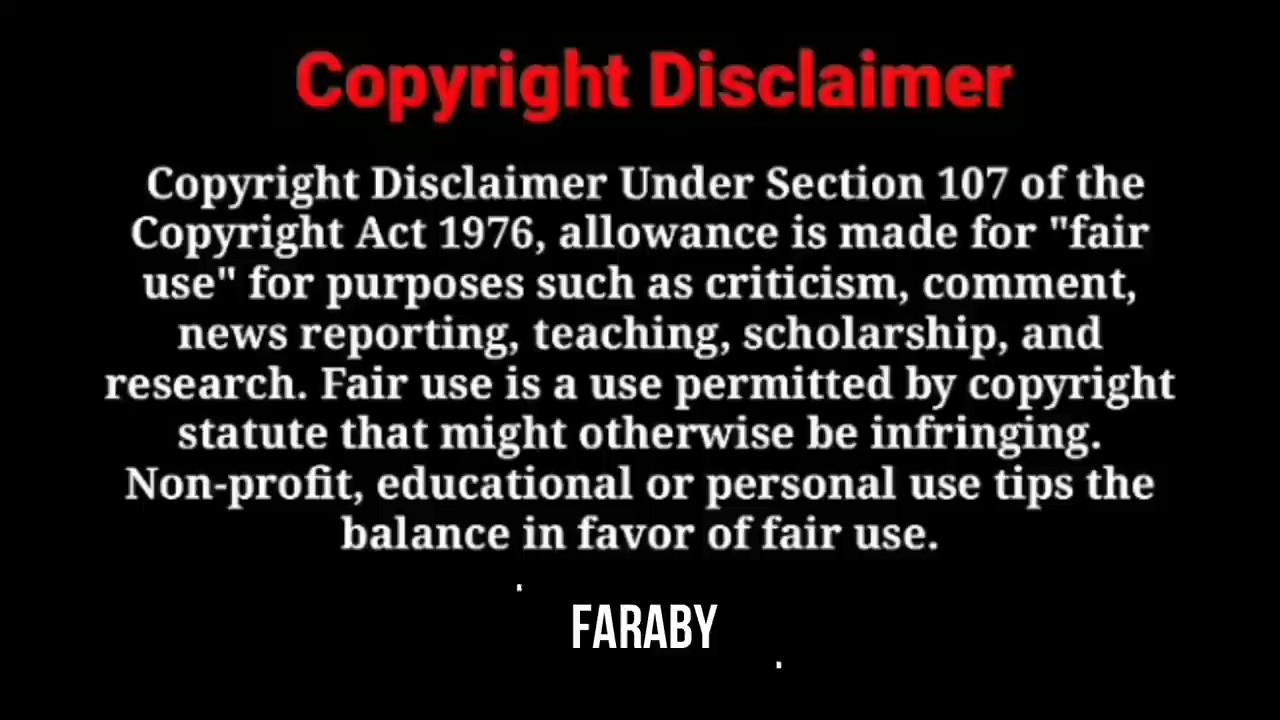 Copyright Disclaimer
Copyright Disclaimer Under Section 107 of the
Copyright Act 1976, allowance is made for "fair
use" for purposes such as criticism, comment,
news reporting, teaching, scholarship, and
research. Fair use is a use permitted by copyright
statute that might otherwise be infringing.
Non-profit, educational or personal use tips the
balance in favor of fair use.
FARABY